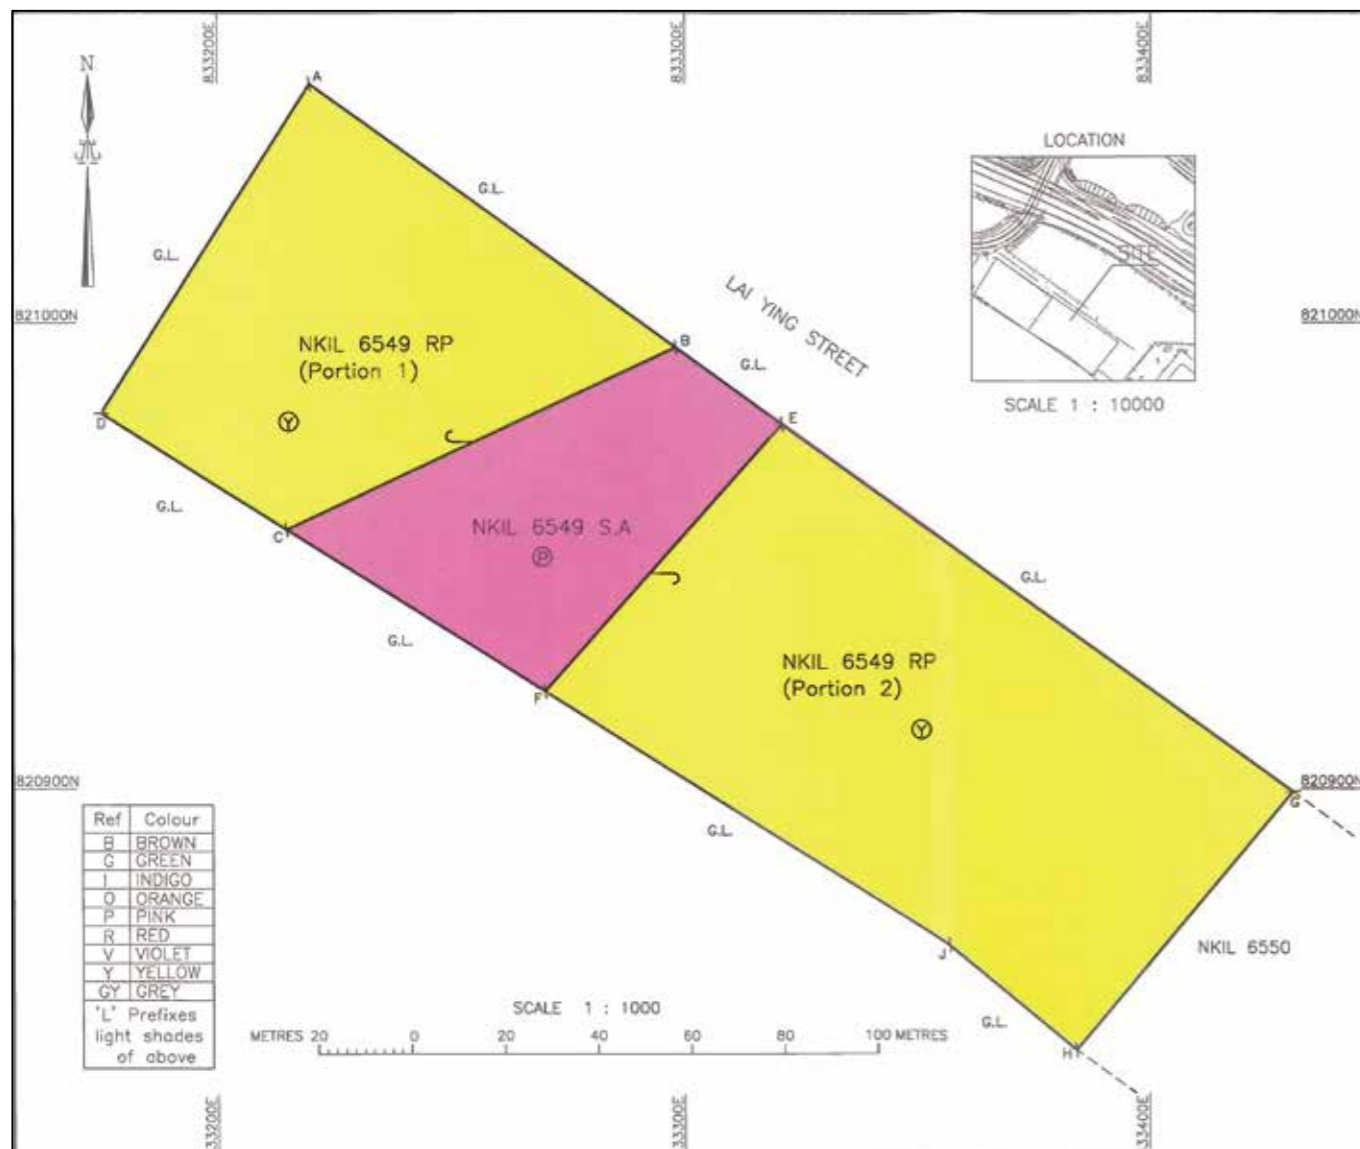 833200E
833300E
833400E
N
A
G.L.
G.L.
LOCATION
SITE
SCALE 1 : 10000
LAI YING STREET
821000N
821000N
NKIL 6549 RP
(Portion 1)
Y
B
G.L.
E
D
G.L.
C
NKIL 6549 S.A
P
G.L.
G.L.
F
NKIL 6549 RP
(Portion 2)
Y
820900N
820900N
G
G.L.
Ref Colour
B BROWN
G GREEN
I INDIGO
O ORANGE
P PINK
R RED
V VIOLET
Y YELLOW
GY GREY
"L" Prefixes
light shades
of above
J
NKIL 6550
G.L.
H
SCALE 1 : 1000
METRES 20 0 20 40 60 80 100 METRES
33200E
33300E
33400E